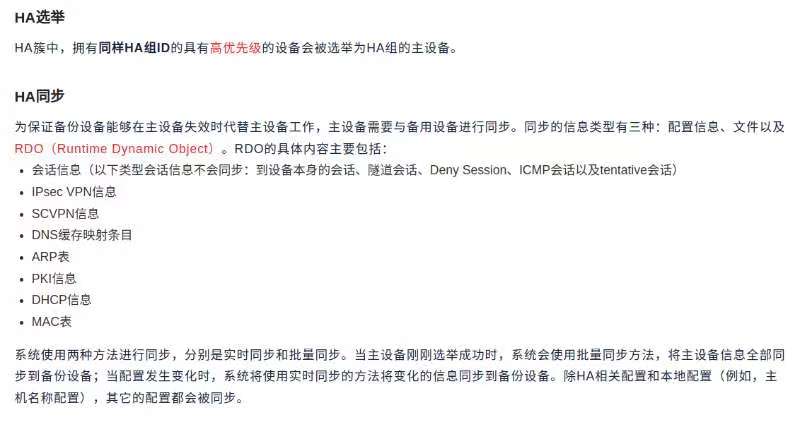 HA选举
HA簇中，拥有同样HA组ID的具有高优先级的设备会被选举为HA组的主设备。
HA同步
为保证备份设备能够在主设备失效时代替主设备工作，主设备需要与备用设备进行同步。同步的信息类型有三种：配置信息、文件以及
RDO（Runtime Dynamic Object）。RDO的具体内容主要包括：
• 会话信息（以下类型会话信息不会同步：到设备本身的会话、隧道会话、Deny Session、ICMP会话以及tentative会话）
• IPsec VPN信息
• SCVPN信息
• DNS缓存映射条目
• ARP表
• PKI信息
• DHCP信息
• MAC表
系统使用两种方法进行同步，分别是实时同步和批量同步。当主设备刚刚选举成功时，系统会使用批量同步方法，将主设备信息全部同
步到备份设备；当配置发生变化时，系统将使用实时同步的方法将变化的信息同步到备份设备。除HA相关配置和本地配置（例如，主
机名称配置），其它的配置都会被同步。